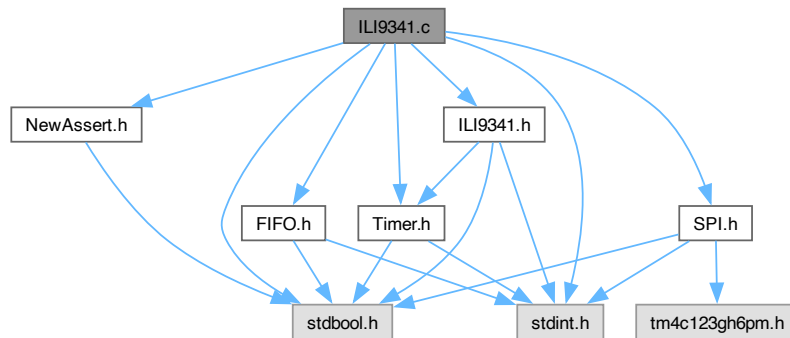 ILI9341.c
NewAssert.h
ILI9341.h
FIFO.h
Timer.h
SPI.h
stdbool.h
stdint.h
tm4c123gh6pm.h